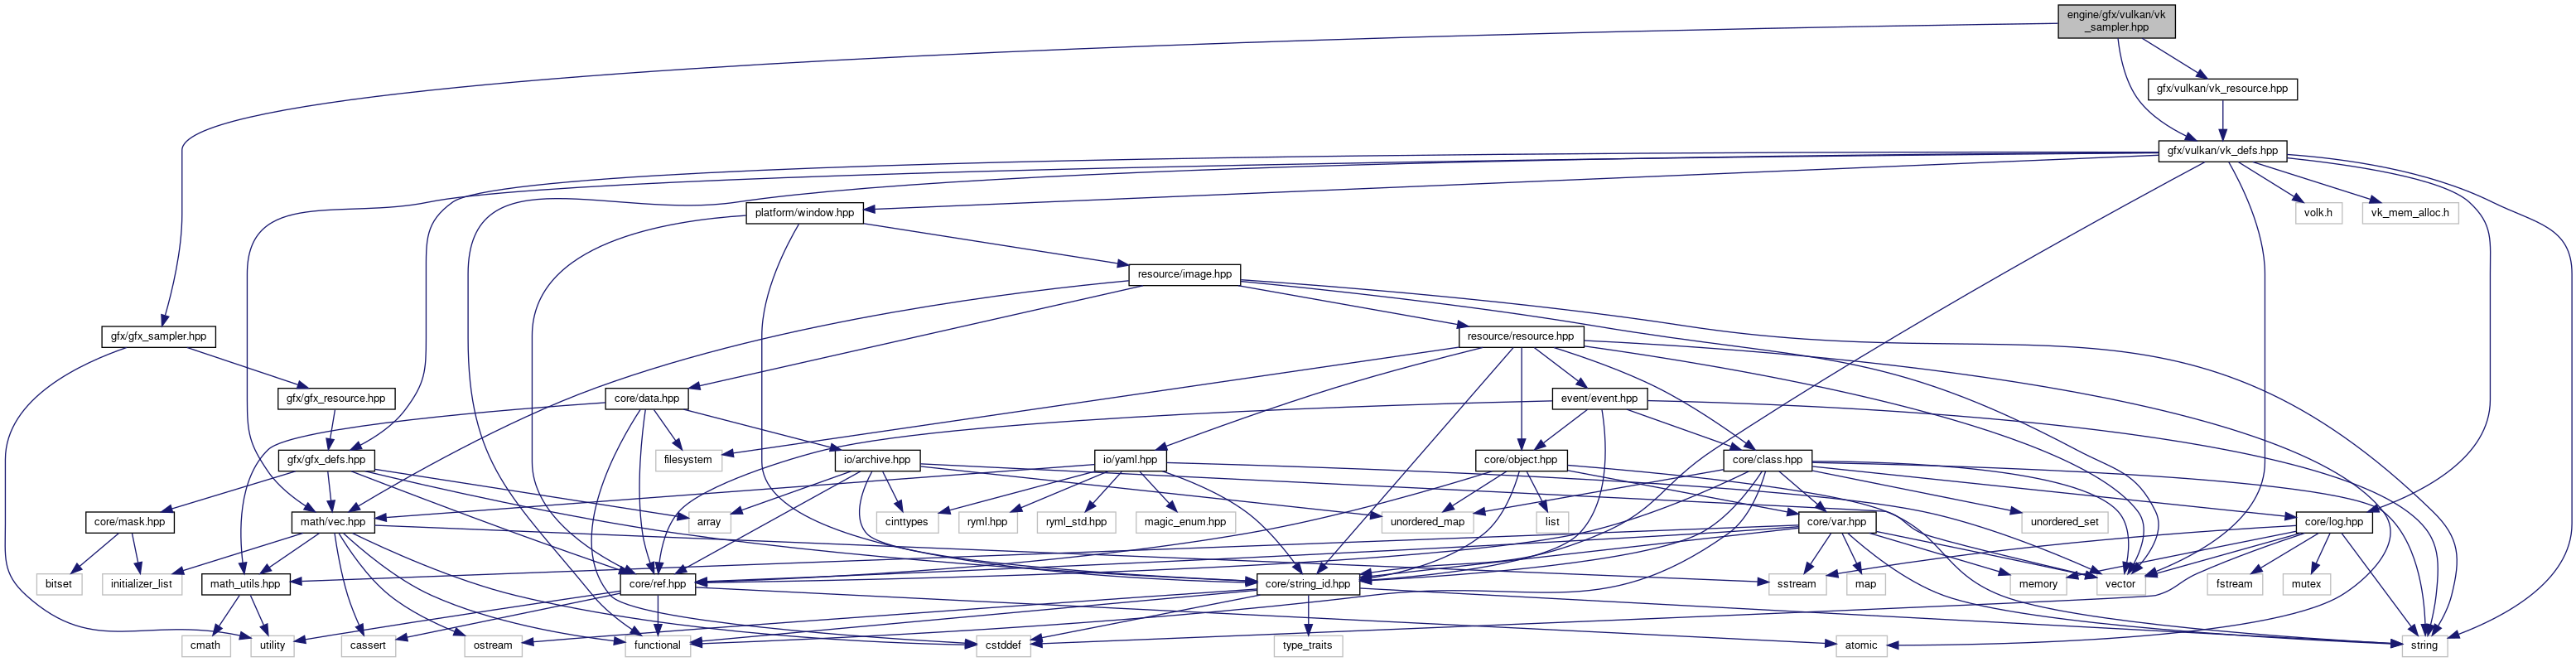 engine/gfx/vulkan/vk
_sampler.hpp
gfx/vulkan/vk_resource.hpp
gfx/vulkan/vk_defs.hpp
platform/window.hpp
volk.h
vk_mem_alloc.h
resource/image.hpp
gfx/gfx_sampler.hpp
resource/resource.hpp
gfx/gfx_resource.hpp
core/data.hpp
event/event.hpp
gfx/gfx_defs.hpp
filesystem
io/archive.hpp
io/yaml.hpp
core/object.hpp
core/class.hpp
core/mask.hpp
math/vec.hpp
array
cinttypes
ryml.hpp
ryml_std.hpp
magic_enum.hpp
unordered_map
list
core/var.hpp
unordered_set
core/log.hpp
bitset
initializer_list
math_utils.hpp
core/ref.hpp
core/string_id.hpp
sstream
map
memory
vector
fstream
mutex
cmath
utility
cassert
ostream
functional
cstddef
type_traits
atomic
string